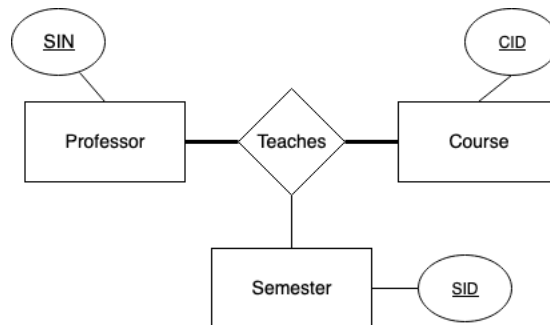 SIN
CID
Professor
Teaches
Course
Semester
SID